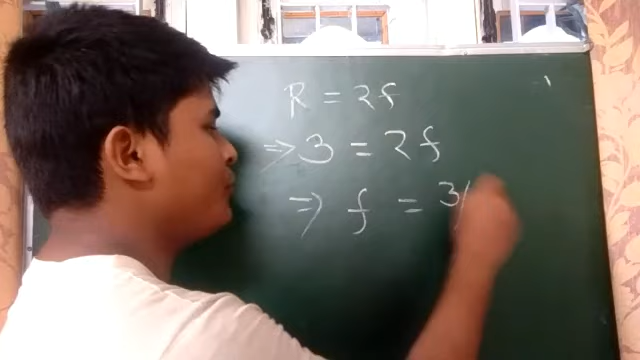 R = 2f
⇒ 3 = 2f
⇒ f = 3/